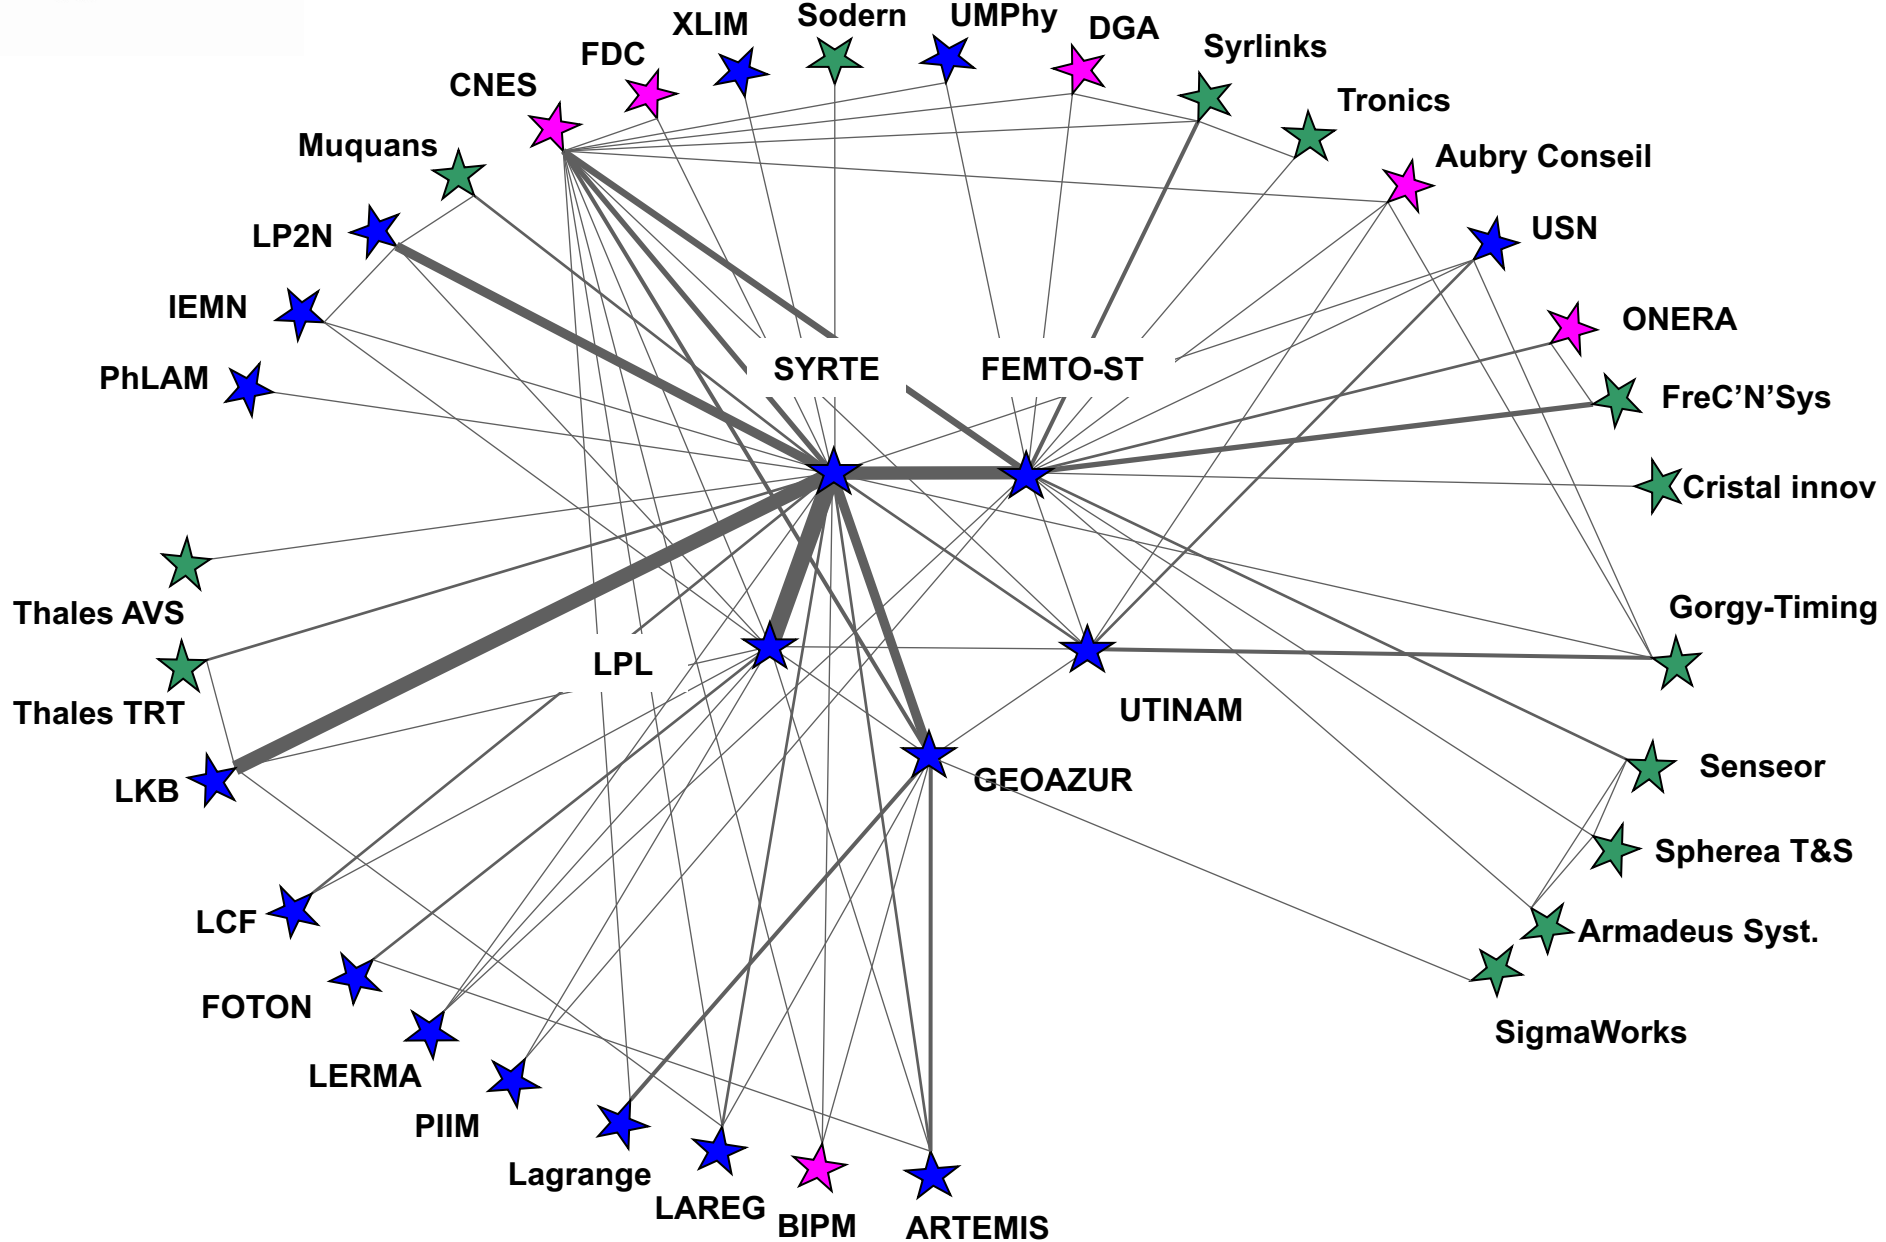 Sodern
UMPhy
XLIM
DGA
Syrlinks
FDC
CNES
Tronics
Muquans
Aubry Conseil
LP2N
USN
IEMN
ONERA
SYRTE
FEMTO-ST
PhLAM
FreC’N’Sys
Cristal innov
Thales AVS
Gorgy-Timing
LPL
Thales TRT
UTINAM
Senseor
GEOAZUR
LKB
Spherea T&S
LCF
Armadeus Syst.
FOTON
SigmaWorks
LERMA
PIIM
Lagrange
LAREG
BIPM
ARTEMIS